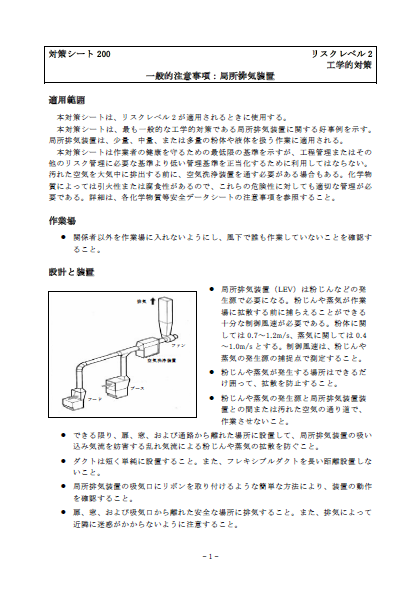 対策シート 200
リスクレベル 2
工学的対策
一般的注意事項：局所排気装置
適用範囲
本対策シートは、リスクレベル２が適用されるときに使用する。
本対策シートは、最も一般的な工学的対策である局所排気装置に関する好事例を示す。
局所排気装置は、少量、中量、または多量の粉体や液体を扱う作業に適用される。
本対策シートは作業者の健康を守るための最低限の基準を示すが、工程管理またはその
他のリスク管理に必要な基準より低い管理基準を正当化するために利用してはならない。
汚れた空気を大気中に排出する前に、空気洗浄装置を通す必要がある場合もある。化学物
質によっては引火性または腐食性があるので、これらの危険性に対しても適切な管理が必
要である。詳細は、各化学物質等安全データシートの注意事項を参照すること。
作業場
● 関係者以外を作業場に入れないようにし、風下で誰も作業していないことを確認す
ること。
設計と装置
排気
ファン
空気洗浄装置
ブース
フード
● 局所排気装置（LEV）は粉じんなどの発
生源で必要になる。粉じんや蒸気が作業
場に拡散する前に捕らえることができる
十分な制御風速が必要である。粉体に関
しては 0.7～1.2m/s、蒸気に関しては 0.4
～1.0m/s とする。制御風速は、粉じんや
蒸気の発生源の捕捉点で測定すること。
● 粉じんや蒸気が発生する場所はできるだ
け囲って、拡散を防止すること。
● 粉じんや蒸気の発生源と局所排気装置装
置との間または汚れた空気の通り道で、
作業させないこと。
● できる限り、扉、窓、および通路から離れた場所に設置して、局所排気装置の吸い
込み気流を妨害する乱れ気流による粉じんや蒸気の拡散を防ぐこと。
● ダクトは短く単純に設置すること。また、フレキシブルダクトを長い距離設置しな
いこと。
● 局所排気装置の吸気口にリボンを取り付けるような簡単な方法により、装置の動作
を確認すること。
● 扉、窓、および吸気口から離れた安全な場所に排気すること。また、排気によって
近隣に迷惑がかからないように注意すること。
- 1 -